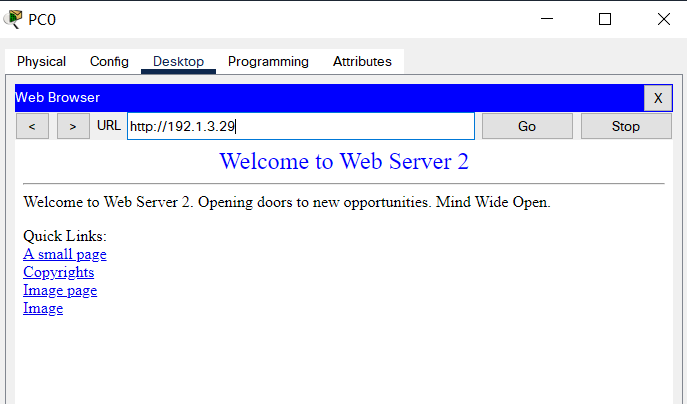 PC0
Physical Config Desktop Programming Attributes
Web Browser X
< > URL http://192.1.3.29 Go Stop
Welcome to Web Server 2
Welcome to Web Server 2. Opening doors to new opportunities. Mind Wide Open.
Quick Links:
A small page
Copyrights
Image page
Image